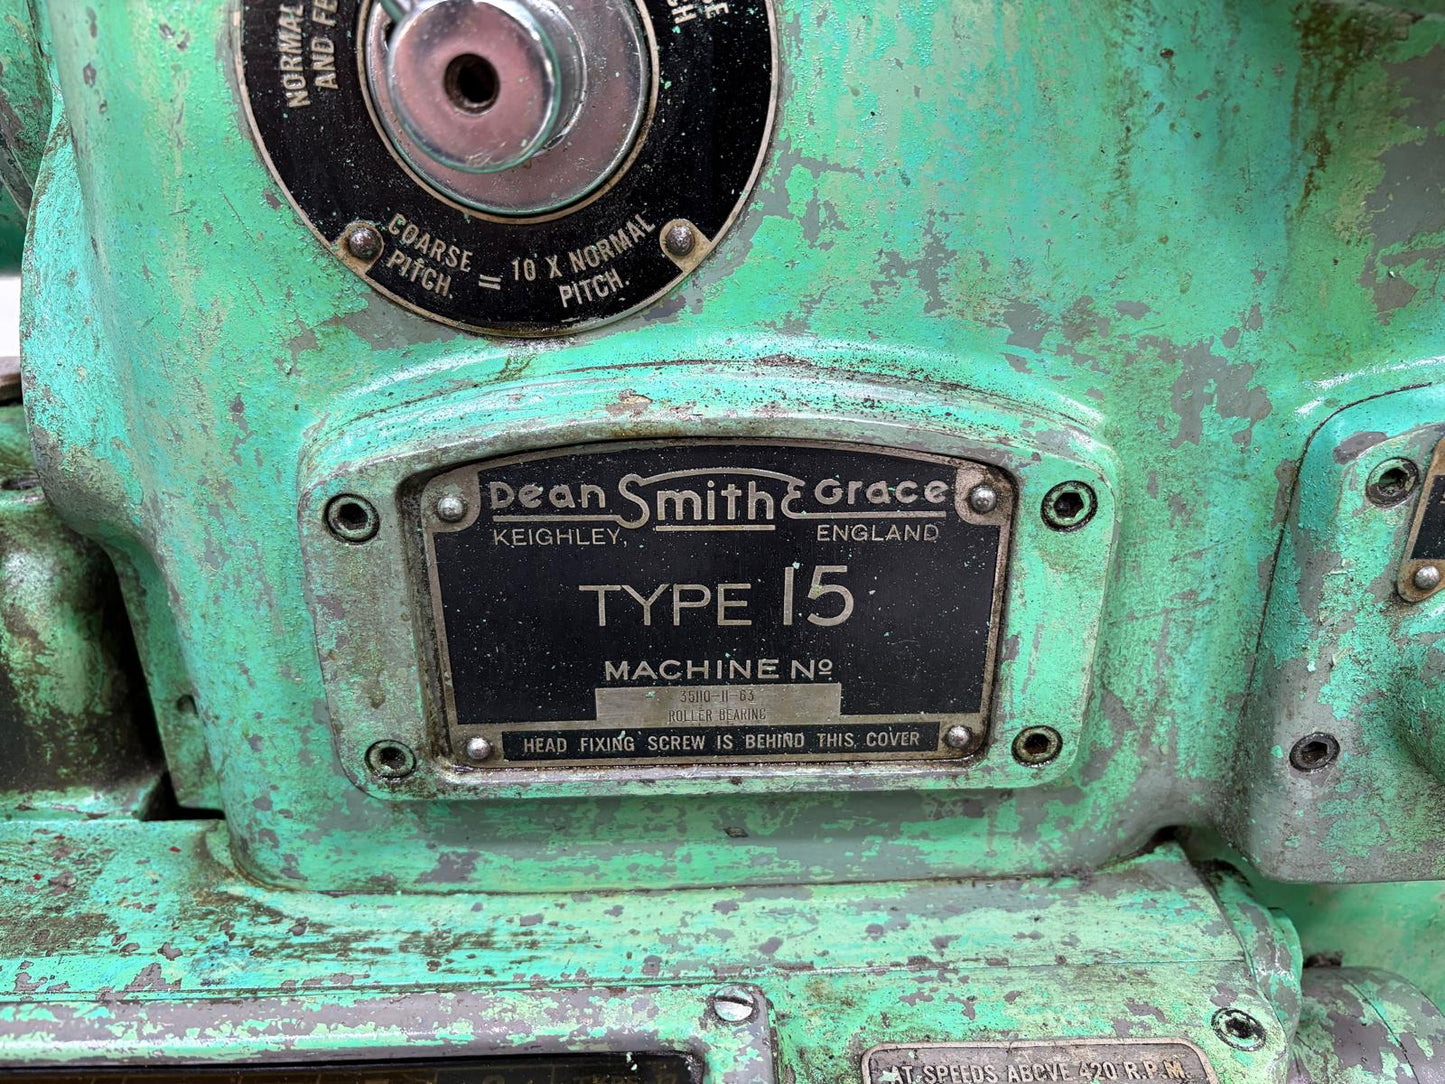 NORMAL
AND FE
COARSE = 10 X NORMAL
PITCH. PITCH.
Dean Smith & Grace
KEIGHLEY, ENGLAND
TYPE 15
MACHINE Nº
35110-11-63
ROLLER BEARING
HEAD FIXING SCREW IS BEHIND THIS COVER
AT SPEEDS ABOVE 420 R.P.M.